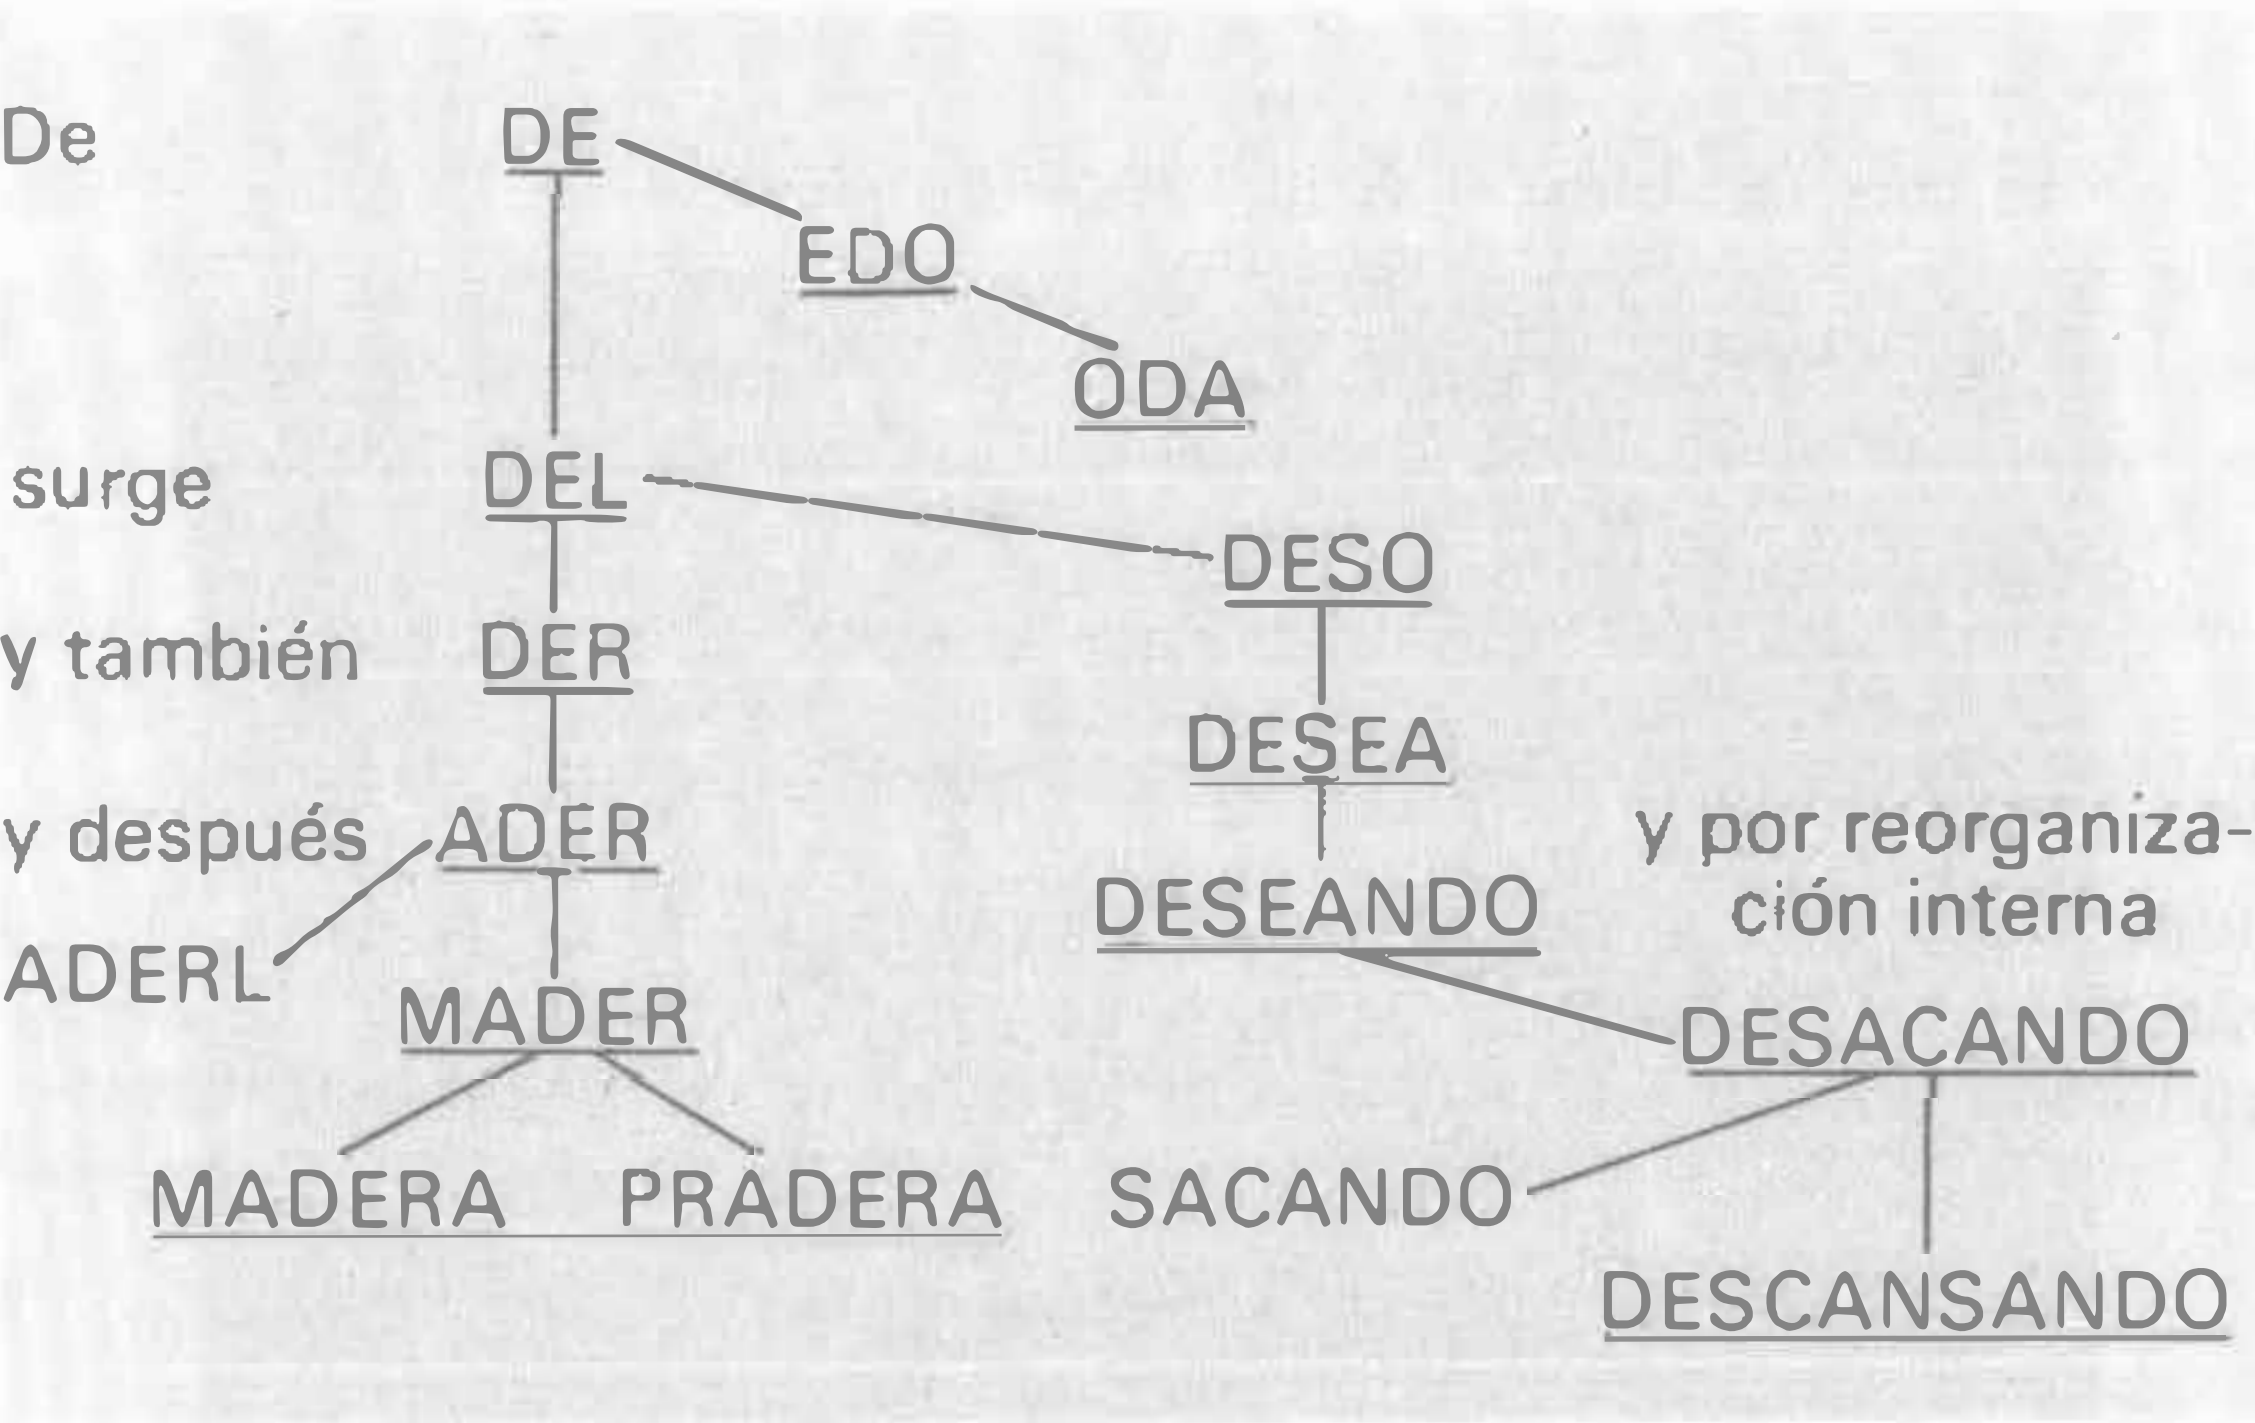 De DE
EDO
ODA
surge DEL
DESO
y también DER
DESEA
y después ADER y por reorganiza-
DESEANDO ción interna
ADERL
MADER DESACANDO
MADERA PRADERA SACANDO
DESCANSANDO